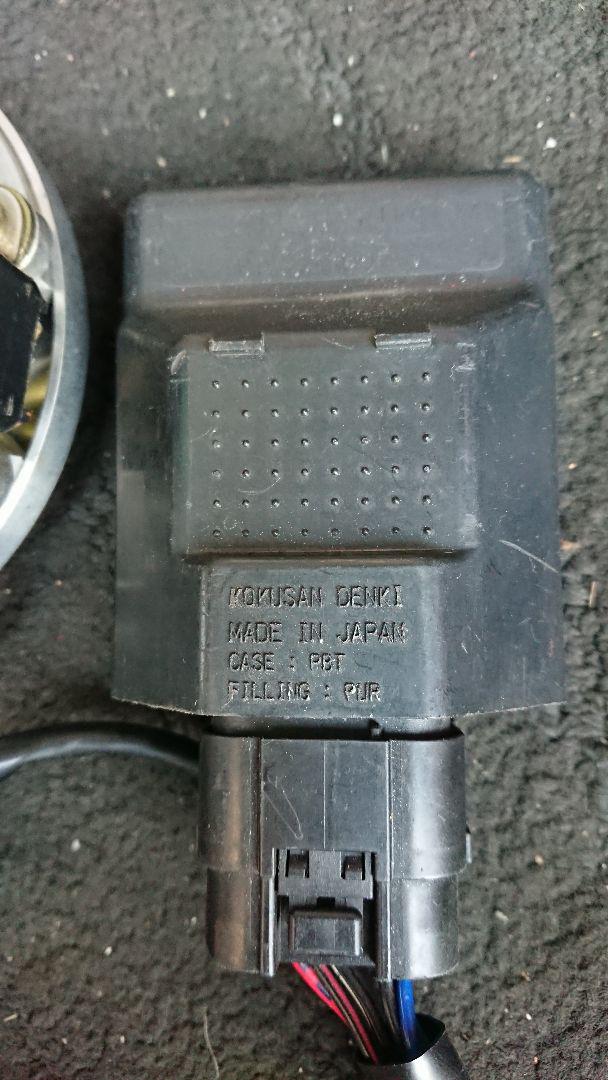 KOKUSAN DENKI
MADE IN JAPAN
CASE : PBT
FILLING : PUR